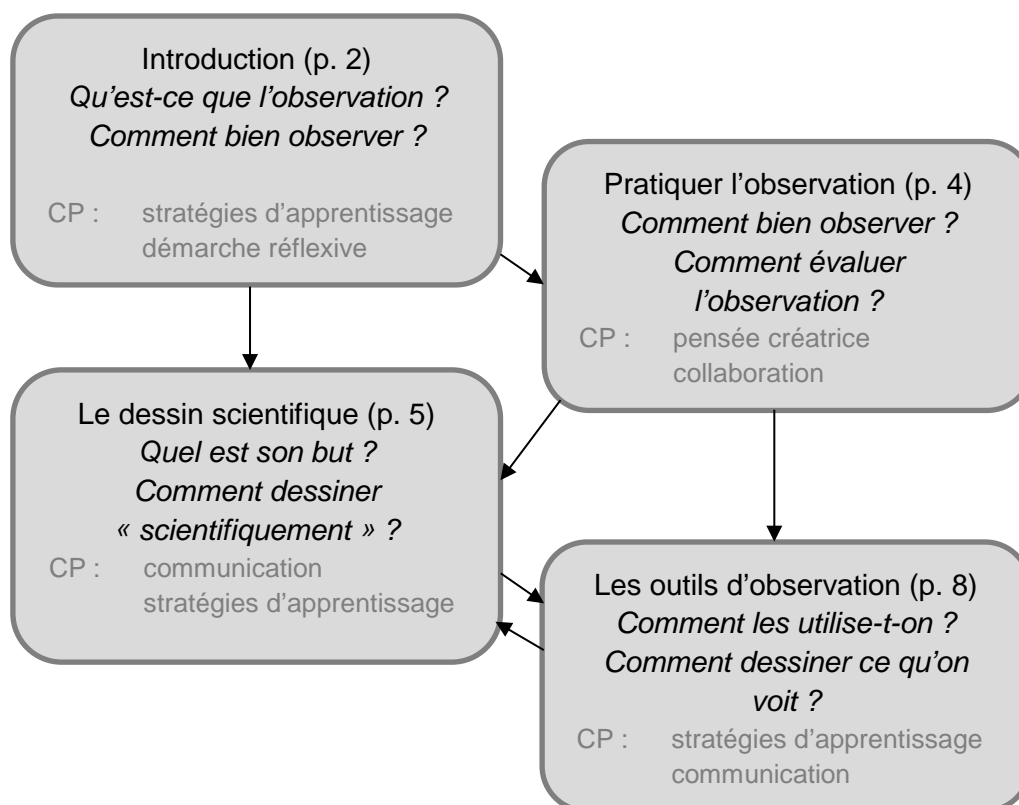 Introduction (p. 2)
Qu'est-ce que l'observation ?
Comment bien observer ?
CP : stratégies d'apprentissage
démarche réflexive
Pratiquer l'observation (p. 4)
Comment bien observer ?
Comment évaluer
l'observation ?
CP : pensée créatrice
collaboration
Le dessin scientifique (p. 5)
Quel est son but ?
Comment dessiner
« scientifiquement » ?
CP : communication
stratégies d'apprentissage
Les outils d'observation (p. 8)
Comment les utilise-t-on ?
Comment dessiner ce qu'on
voit ?
CP : stratégies d'apprentissage
communication